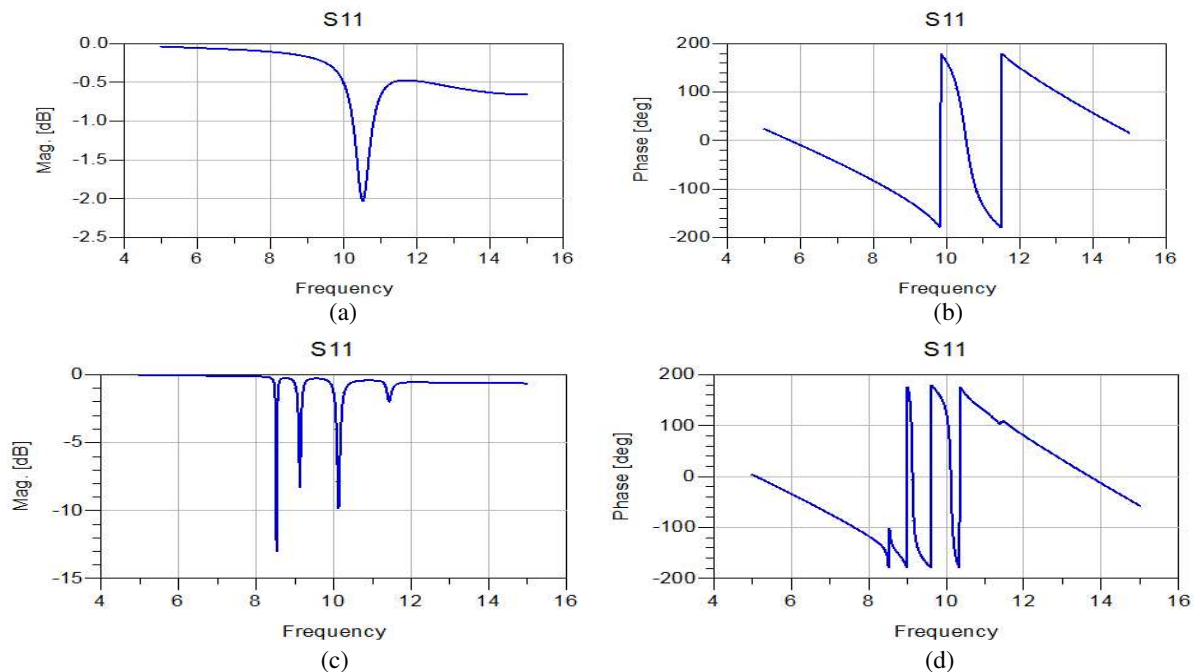 S11
Mag. [dB]
0.0
-0.5
-1.0
-1.5
-2.0
-2.5
4 6 8 10 12 14 16
Frequency
(a)
S11
Phase [deg]
200
100
0
-100
-200
4 6 8 10 12 14 16
Frequency
(b)
S11
Mag. [dB]
0
-5
-10
-15
4 6 8 10 12 14 16
Frequency
(c)
S11
Phase [deg]
200
100
0
-100
-200
4 6 8 10 12 14 16
Frequency
(d)